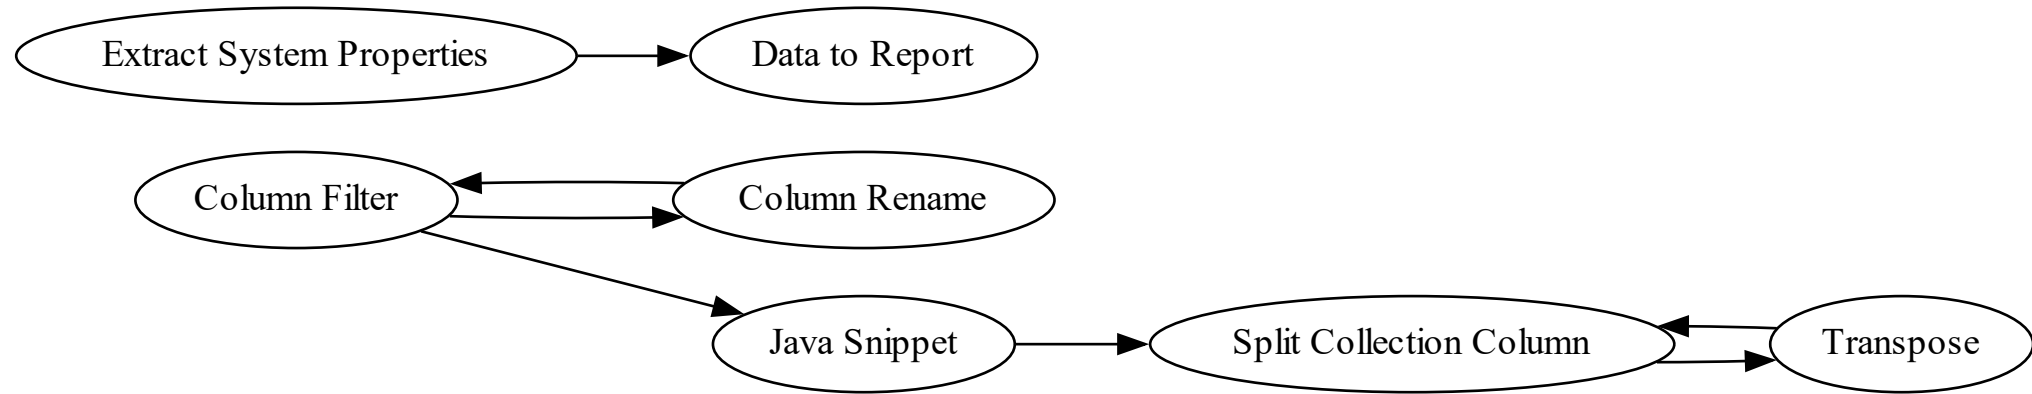 Extract System Properties
Data to Report
Column Filter
Column Rename
Java Snippet
Split Collection Column
Transpose